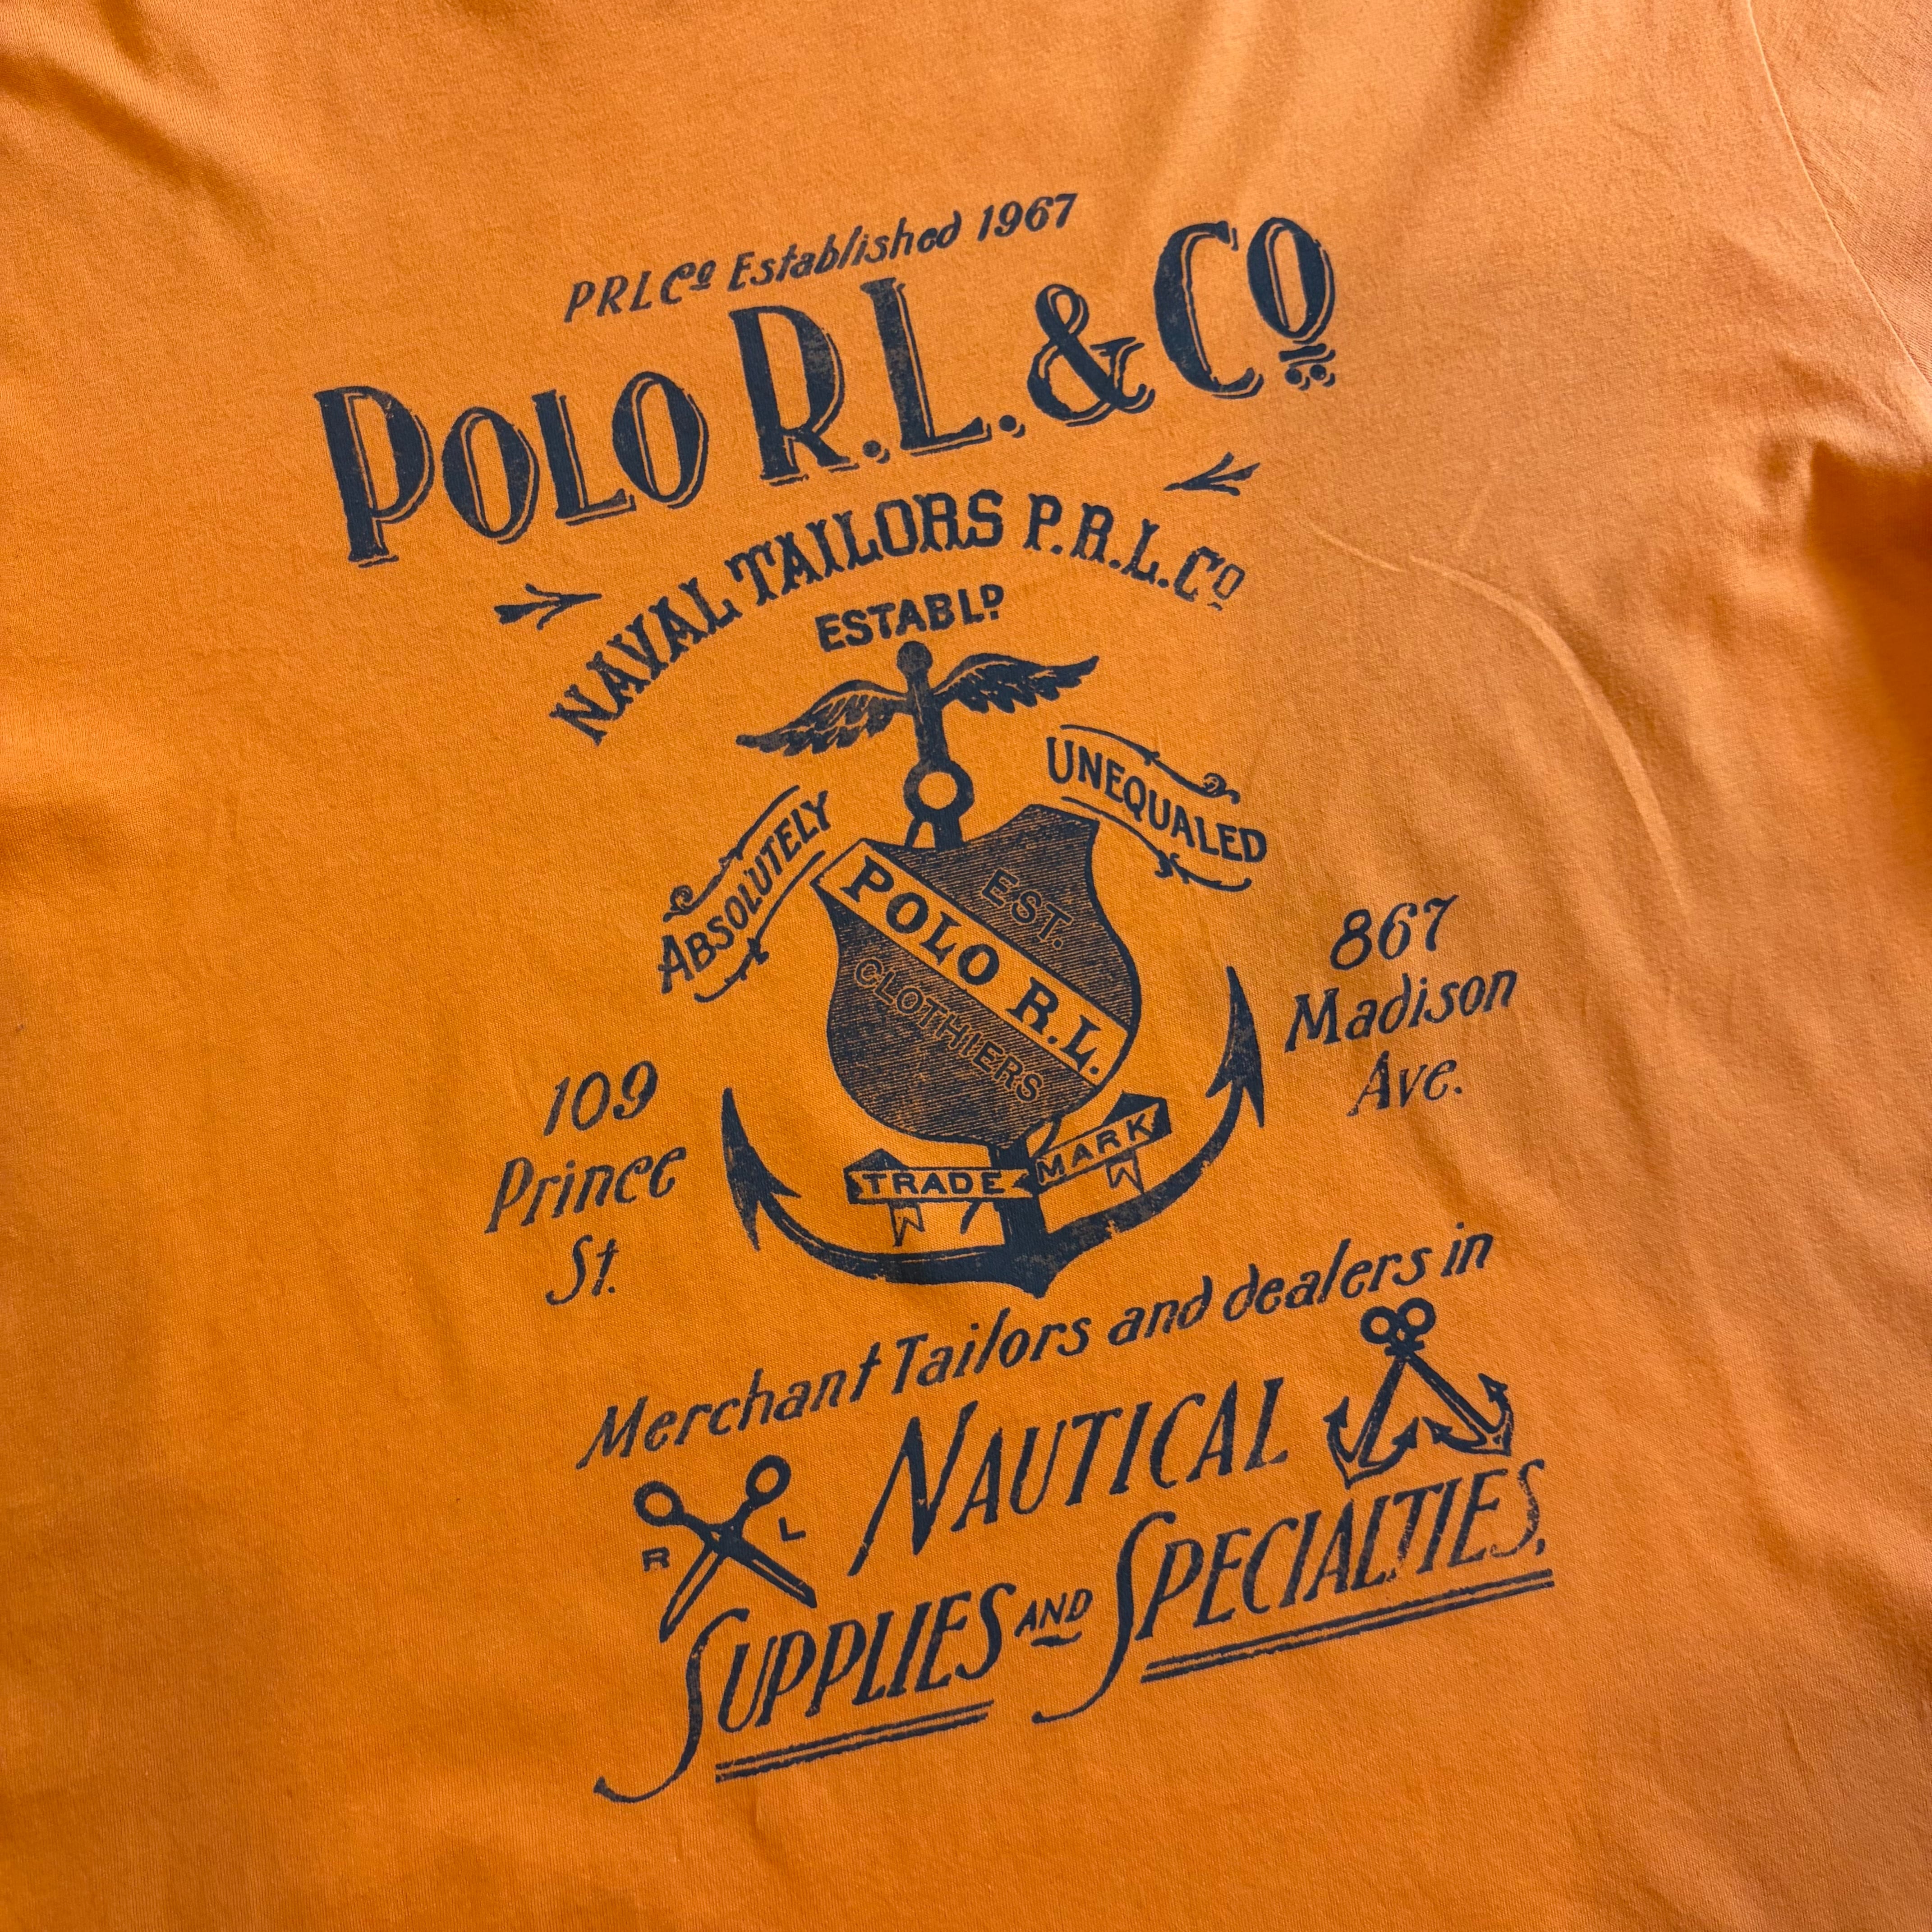 PRLCo Established 1967
POLO R.L. & Co
NAVAL TAILORS P.R.L.Co
ESTABLD
ABSOLUTELY
UNEQUALED
EST.
POLO R.L.
CLOTHIERS
109
Prince
St.
867
Madison
Ave.
TRADE MARK
Merchant Tailors and dealers in
NAUTICAL
R L
SUPPLIES AND SPECIALTIES.